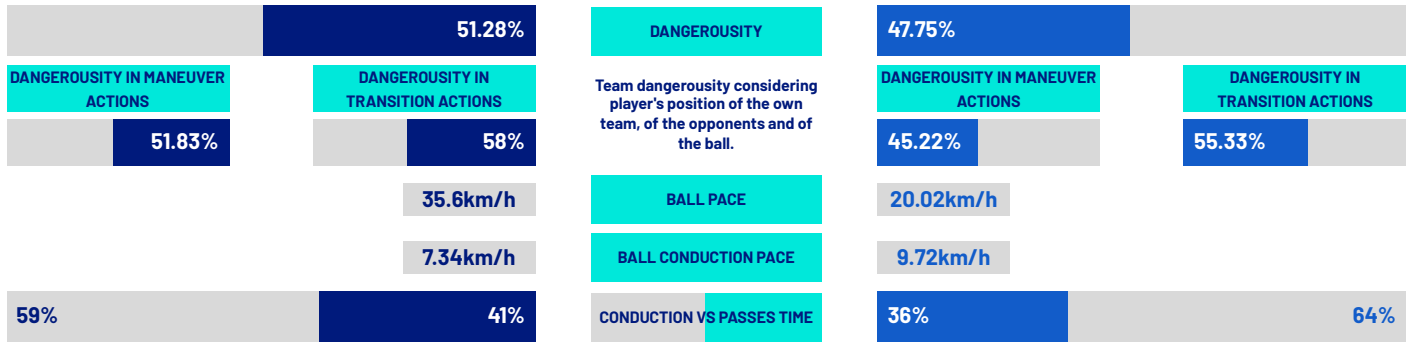 51.28%
DANGEROUSITY
47.75%
DANGEROUSITY IN MANEUVER
ACTIONS
DANGEROUSITY IN
TRANSITION ACTIONS
Team dangerousity considering
player's position of the own
team, of the opponents and of
the ball.
DANGEROUSITY IN MANEUVER
ACTIONS
DANGEROUSITY IN
TRANSITION ACTIONS
51.83%
58%
45.22%
55.33%
35.6km/h
BALL PACE
20.02km/h
7.34km/h
BALL CONDUCTION PACE
9.72km/h
59%
41%
CONDUCTION VS PASSES TIME
36%
64%